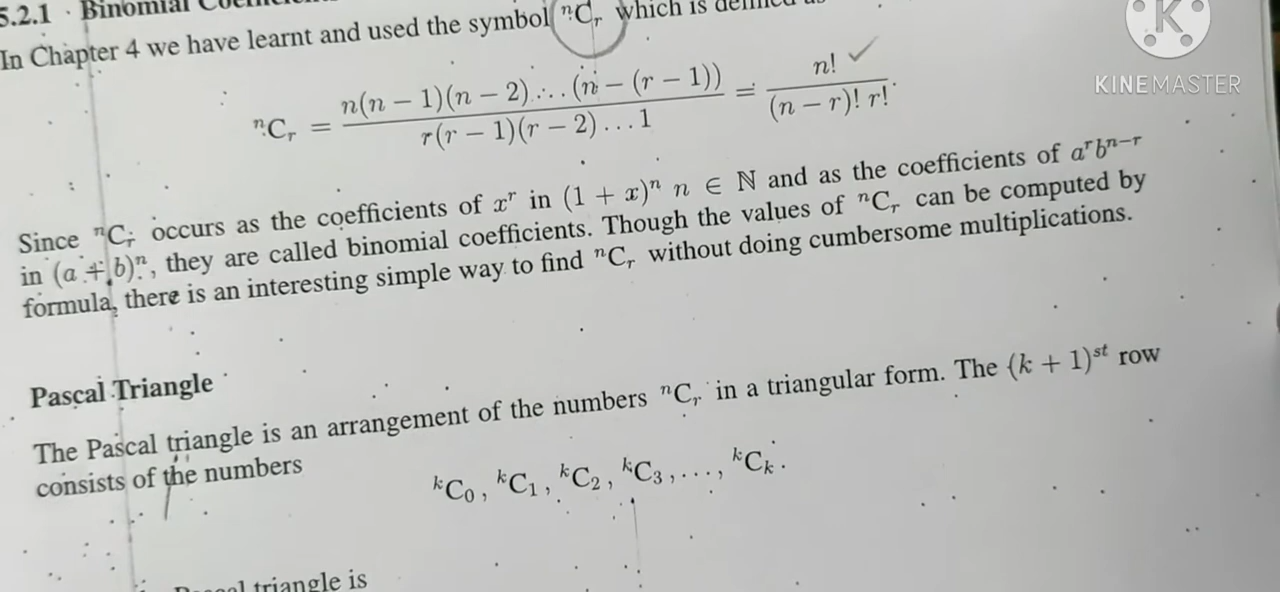 5.2.1 Binomial
In Chapter 4 we have learnt and used the symbol ⁿCᵣ which is defined as
K
KINEMASTER
ⁿCᵣ = n(n − 1)(n − 2)...(n − (r − 1)) / r(r − 1)(r − 2)...1 = n! / (n − r)! r!.
Since ⁿCᵣ occurs as the coefficients of xʳ in (1 + x)ⁿ n ∈ ℕ and as the coefficients of aʳbⁿ⁻ʳ
in (a + b)ⁿ, they are called binomial coefficients. Though the values of ⁿCᵣ can be computed by
formula, there is an interesting simple way to find ⁿCᵣ without doing cumbersome multiplications.
Pascal Triangle
The Pascal triangle is an arrangement of the numbers ⁿCᵣ in a triangular form. The (k + 1)ˢᵗ row
consists of the numbers
ᵏC₀, ᵏC₁, ᵏC₂, ᵏC₃, ..., ᵏCₖ.
triangle is